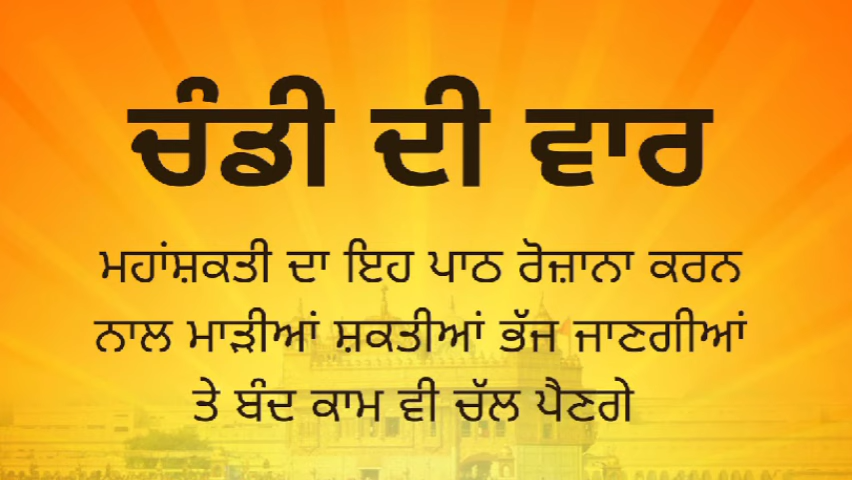 ਚੰਡੀ ਦੀ ਵਾਰ
ਮਹਾਂਸ਼ਕਤੀ ਦਾ ਇਹ ਪਾਠ ਰੋਜ਼ਾਨਾ ਕਰਨ
ਨਾਲ ਮਾੜੀਆਂ ਸ਼ਕਤੀਆਂ ਭੱਜ ਜਾਣਗੀਆਂ
ਤੇ ਬੰਦ ਕਾਮ ਵੀ ਚੱਲ ਪੈਣਗੇ